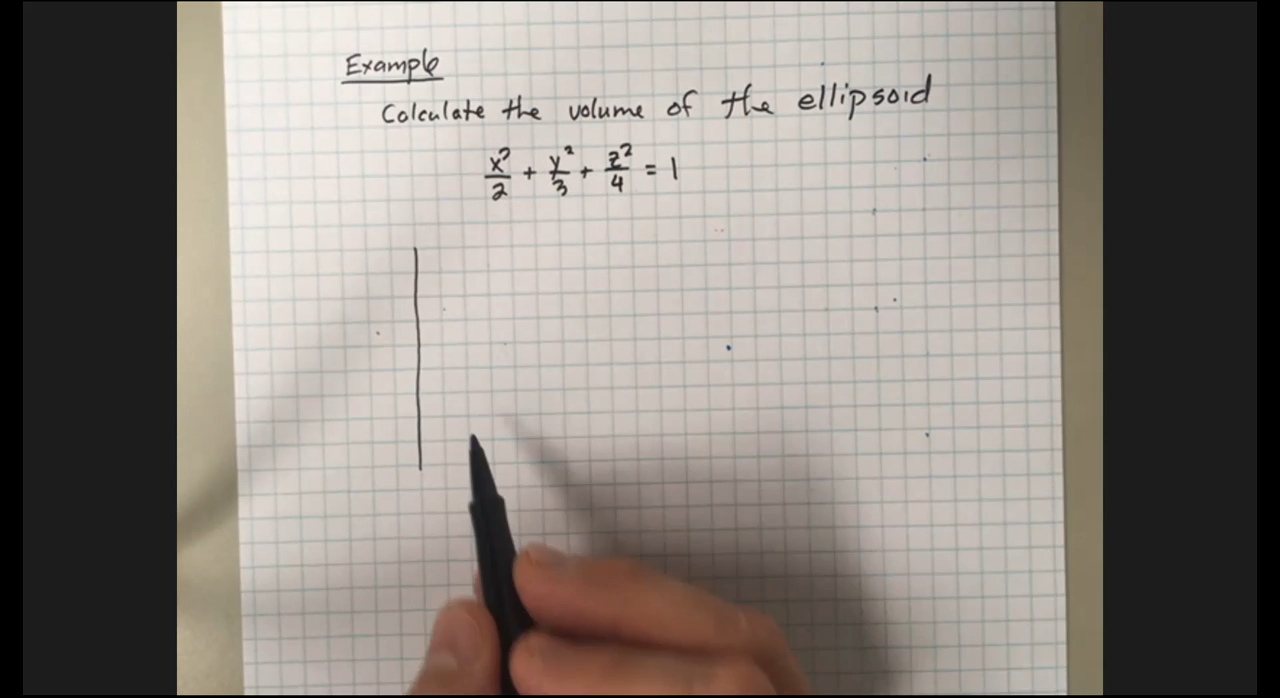 Example
Calculate the volume of the ellipsoid
x²/2 + y²/3 + z²/4 = 1